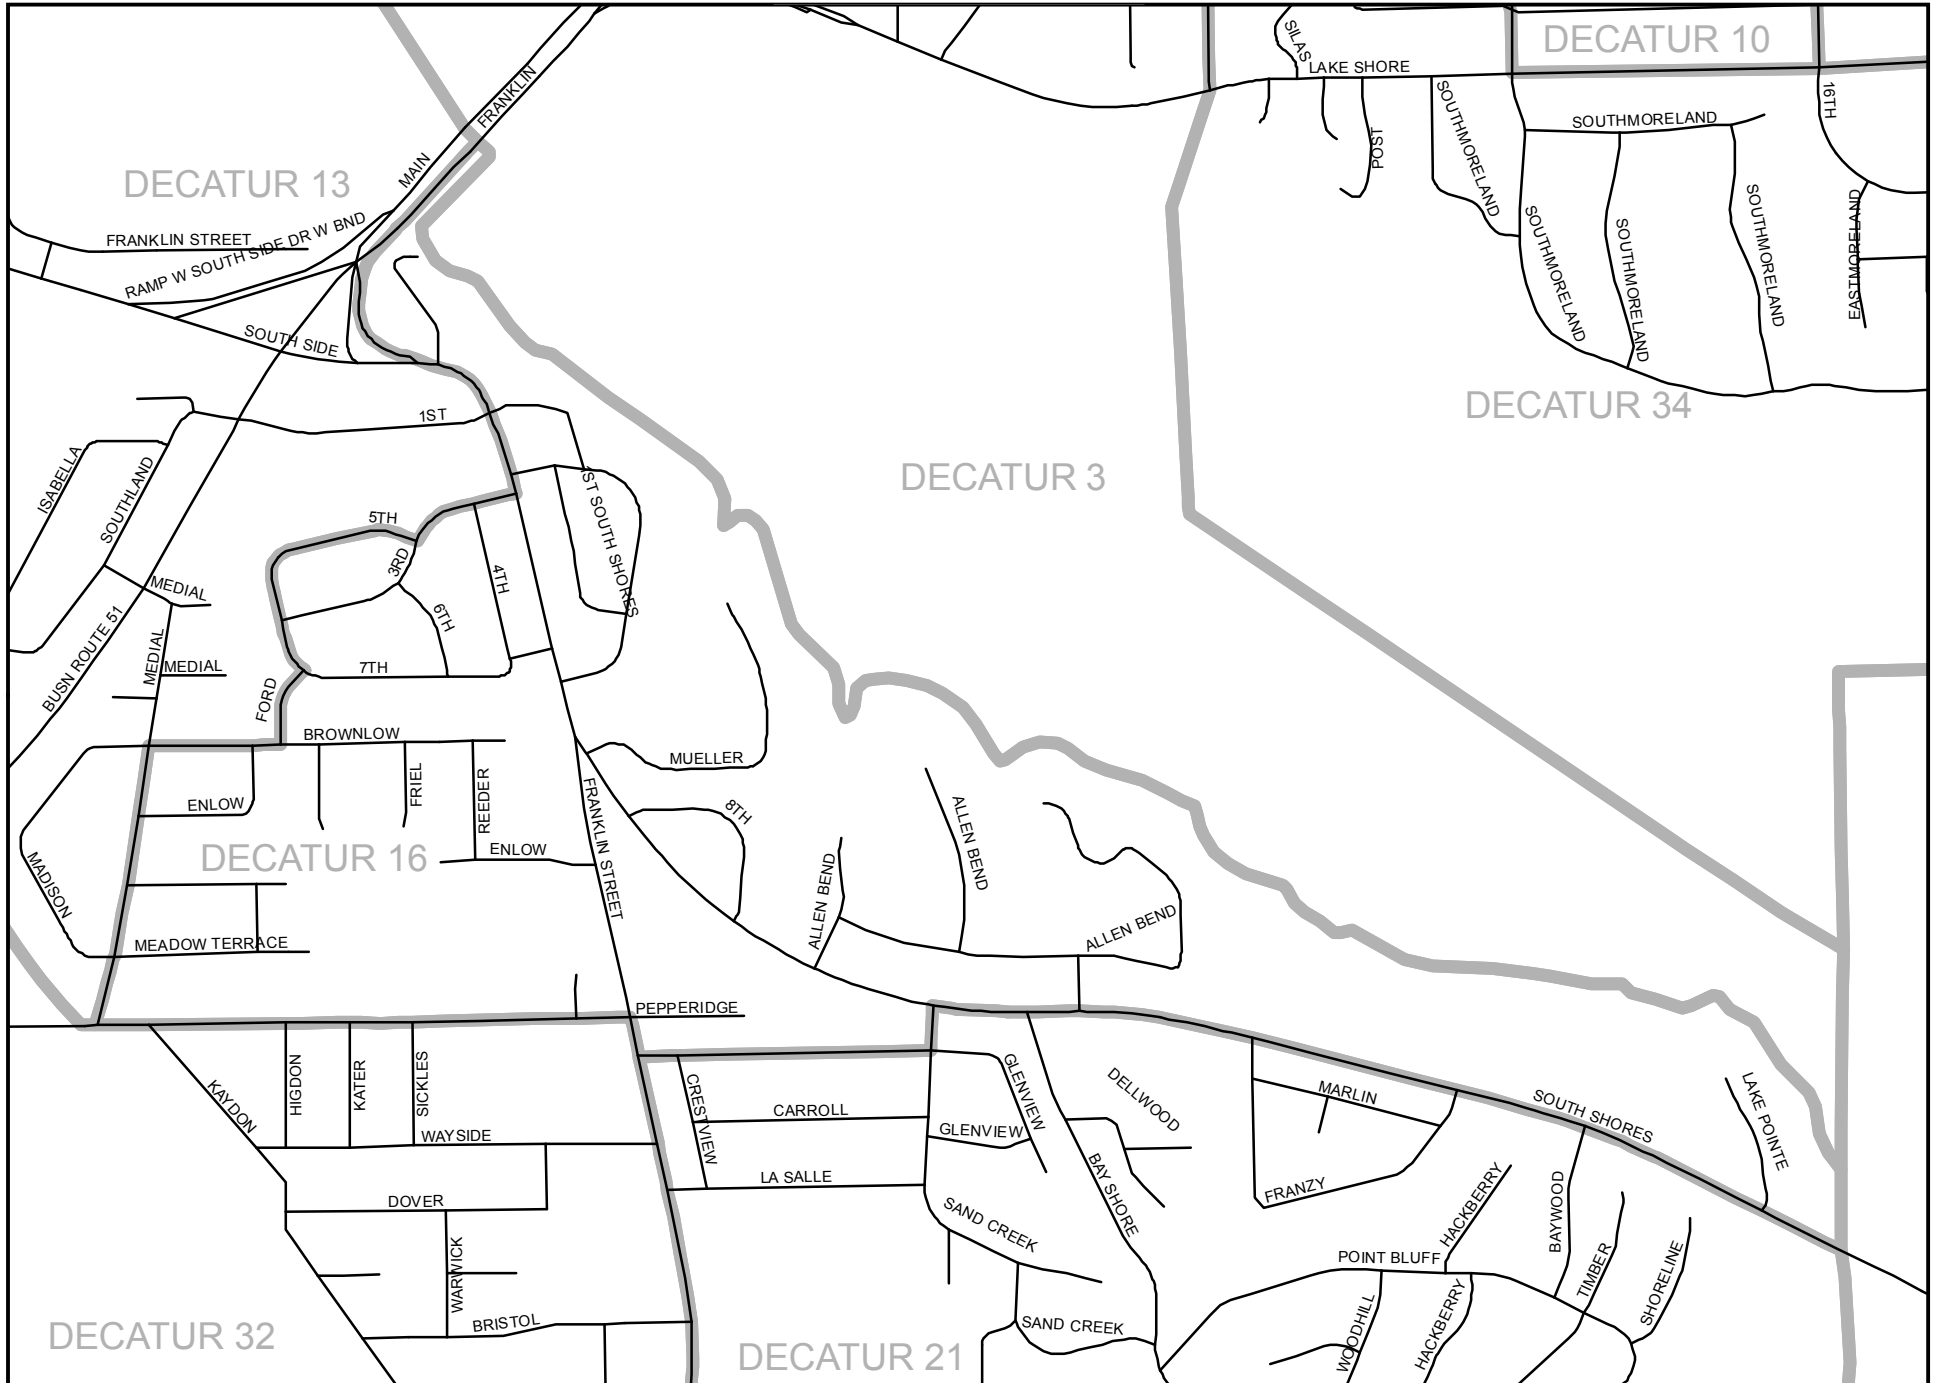 DECATUR 10
SILAS
LAKE SHORE
FRANKLIN
16TH
SOUTHMORELAND
SOUTHMORELAND
POST
MAIN
DECATUR 13
SOUTHMORELAND
SOUTHMORELAND
SOUTHMORELAND
EASTMORELAND
FRANKLIN STREET
RAMP W SOUTH SIDE DR W BND
SOUTHMORELAND
SOUTH SIDE
DECATUR 34
1ST
DECATUR 3
ISABELLA
SOUTHLAND
1ST SOUTH SHORES
5TH
3RD
4TH
MEDIAL
6TH
BUSN ROUTE 51
MEDIAL
MEDIAL
7TH
FORD
BROWNLOW
MUELLER
FRIEL
REEDER
ENLOW
8TH
FRANKLIN STREET
ALLEN BEND
ENLOW
DECATUR 16
MADISON
ALLEN BEND
ALLEN BEND
MEADOW TERRACE
PEPPERIDGE
HIGDON
KATER
SICKLES
KAYDON
CRESTVIEW
GLENVIEW
DELLWOOD
MARLIN
SOUTH SHORES
LAKE POINTE
CARROLL
GLENVIEW
WAYSIDE
LA SALLE
BAY SHORE
FRANZY
HACKBERRY
BAYWOOD
DOVER
SAND CREEK
POINT BLUFF
TIMBER
SHORELINE
WARWICK
BRISTOL
SAND CREEK
WOODHILL
HACKBERRY
DECATUR 32
DECATUR 21